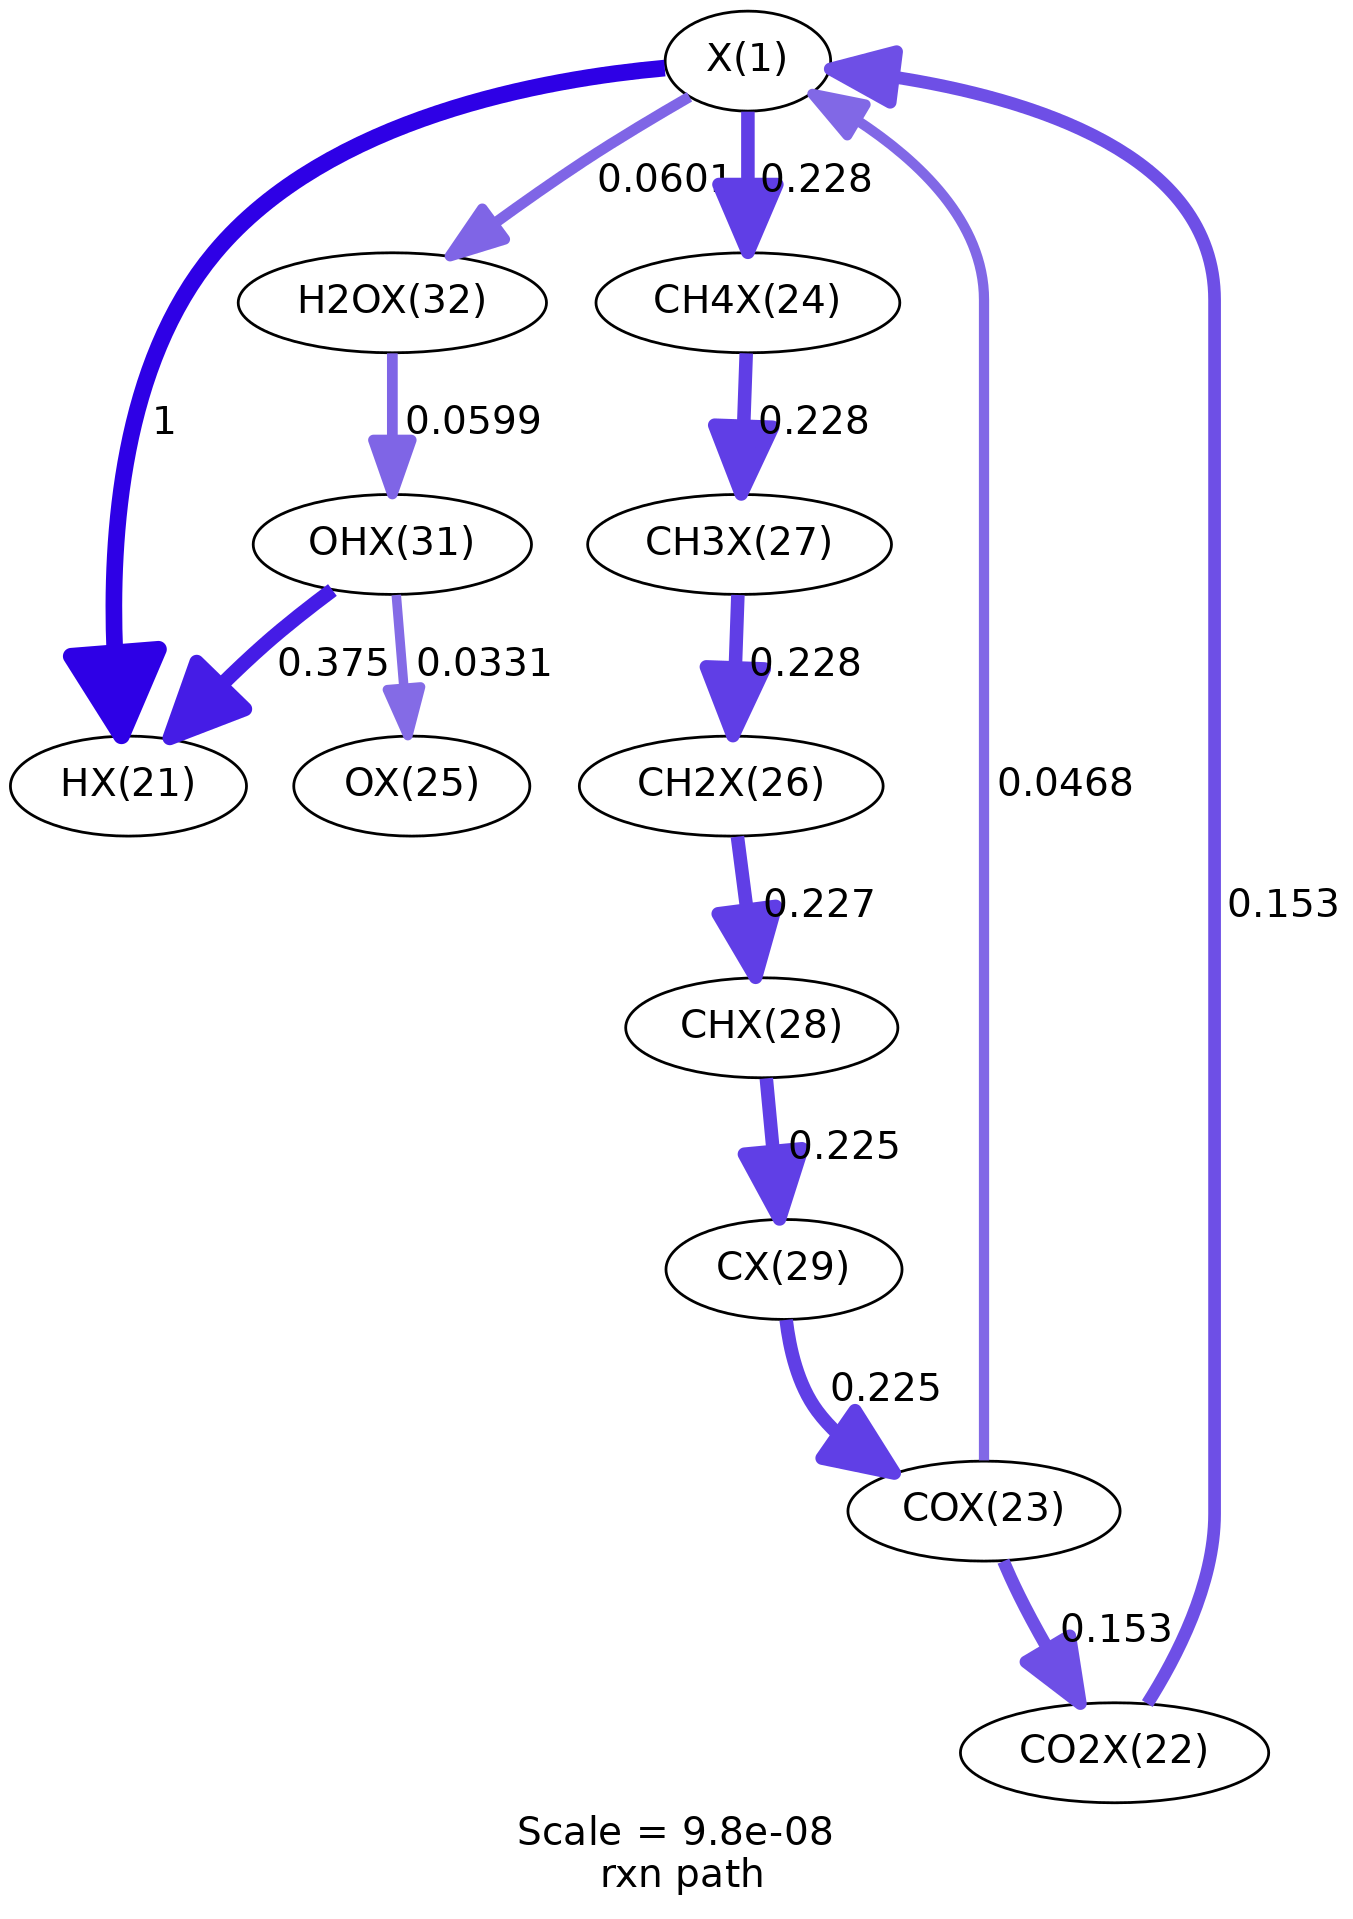 X(1)
0.0601
0.228
H2OX(32)
CH4X(24)
1
0.0599
0.228
OHX(31)
CH3X(27)
0.375
0.0331
0.228
HX(21)
OX(25)
CH2X(26)
0.0468
0.227
0.153
CHX(28)
0.225
CX(29)
0.225
COX(23)
0.153
CO2X(22)
Scale = 9.8e-08
rxn path